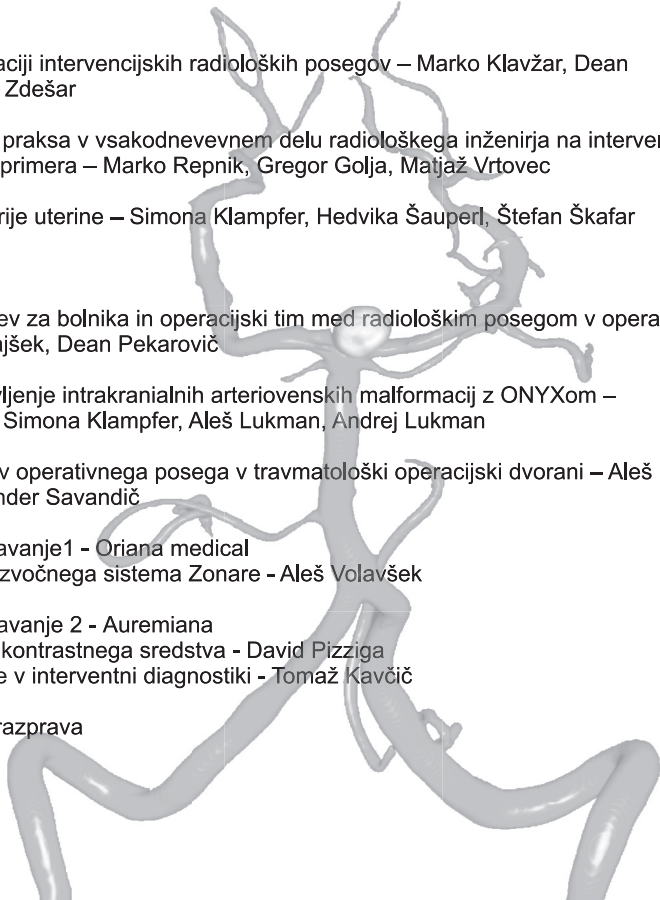 aciji intervencijskih radioloških posegov – Marko Klavžar, Dean
Zdešar
praksa v vsakodnevevnem delu radiološkega inženirja na interven
primera – Marko Repnik, Gregor Golja, Matjaž Vrtovec
rije uterine – Simona Klampfer, Hedvika Šauperl, Štefan Škafar
ev za bolnika in operacijski tim med radiološkim posegom v opera
ajšek, Dean Pekarovič
ljenje intrakranialnih arteriovenskih malformacij z ONYXom –
Simona Klampfer, Aleš Lukman, Andrej Lukman
v operativnega posega v travmatološki operacijski dvorani – Aleš
nder Savandič
avanje1 - Oriana medical
zvočnega sistema Zonare - Aleš Volavšek
avanje 2 - Auremiana
kontrastnega sredstva - David Pizziga
e v interventni diagnostiki - Tomaž Kavčič
razprava